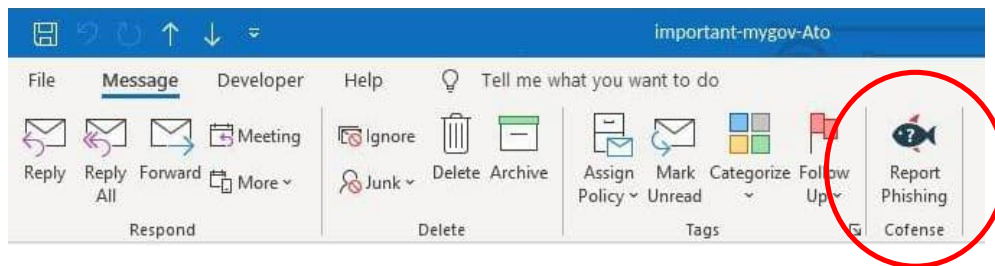 important-mygov-Ato
File Message Developer Help Tell me what you want to do
Meeting Ignore
Reply Reply All Forward More Junk Delete Archive Assign Policy Mark Unread Categorize Follow Up Report Phishing
Respond Delete Tags Cofense